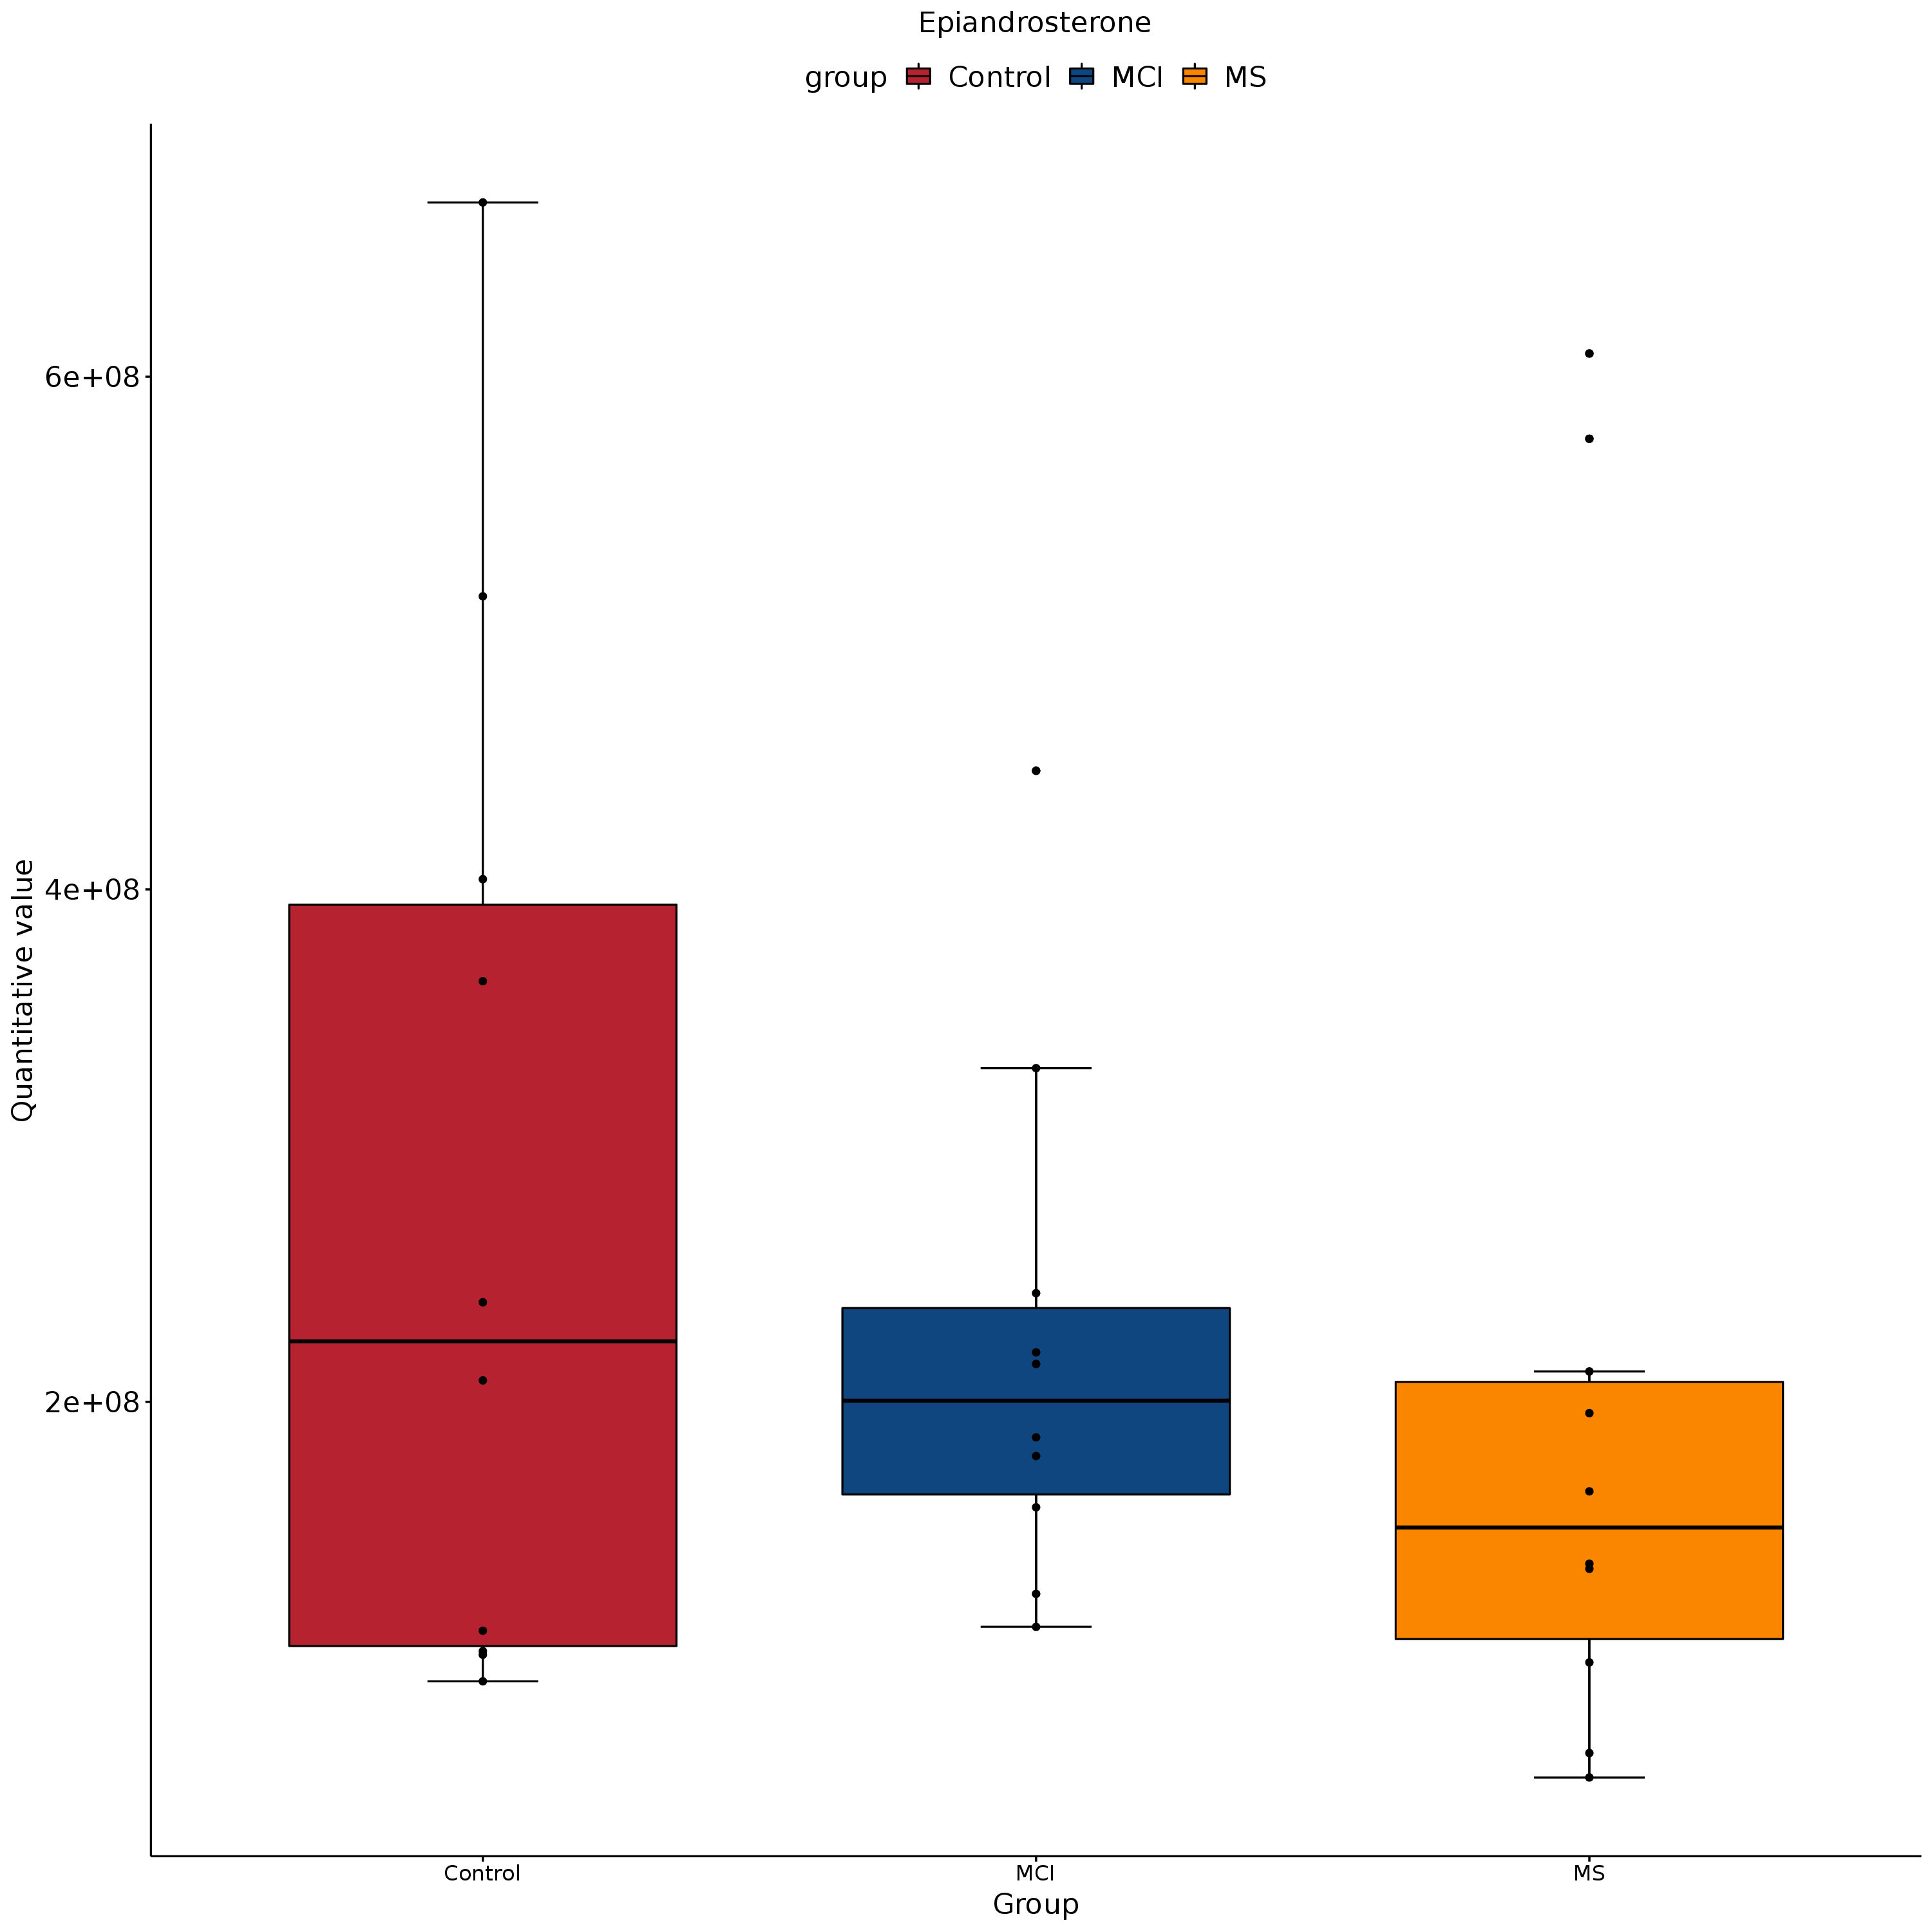 Epiandrosterone
group Control MCI MS
Quantitative value
6e+08
4e+08
2e+08
Control MCI MS
Group